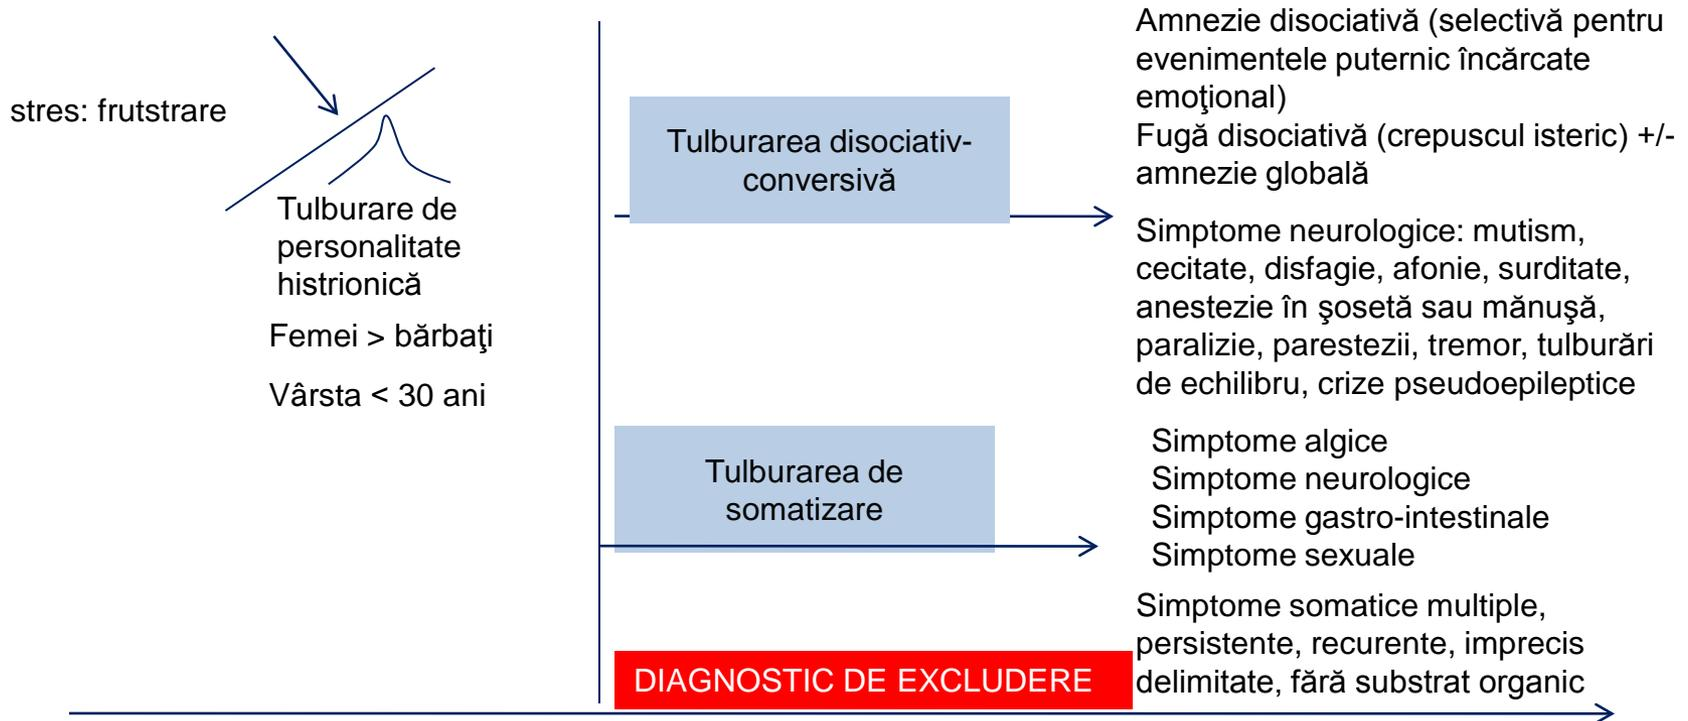 stres: frutstrare
Tulburare de
personalitate
histrionică
Femei > bărbaţi
Vârsta < 30 ani
Tulburarea disociativ-
conversivă
Amnezie disociativă (selectivă pentru
evenimentele puternic încărcate
emoţional)
Fugă disociativă (crepuscul isteric) +/-
amnezie globală
Simptome neurologice: mutism,
cecitate, disfagie, afonie, surditate,
anestezie în şosetă sau mănuşă,
paralizie, parestezii, tremor, tulburări
de echilibru, crize pseudoepileptice
Tulburarea de
somatizare
Simptome algice
Simptome neurologice
Simptome gastro-intestinale
Simptome sexuale
Simptome somatice multiple,
persistente, recurente, imprecis
delimitate, fără substrat organic
DIAGNOSTIC DE EXCLUDERE